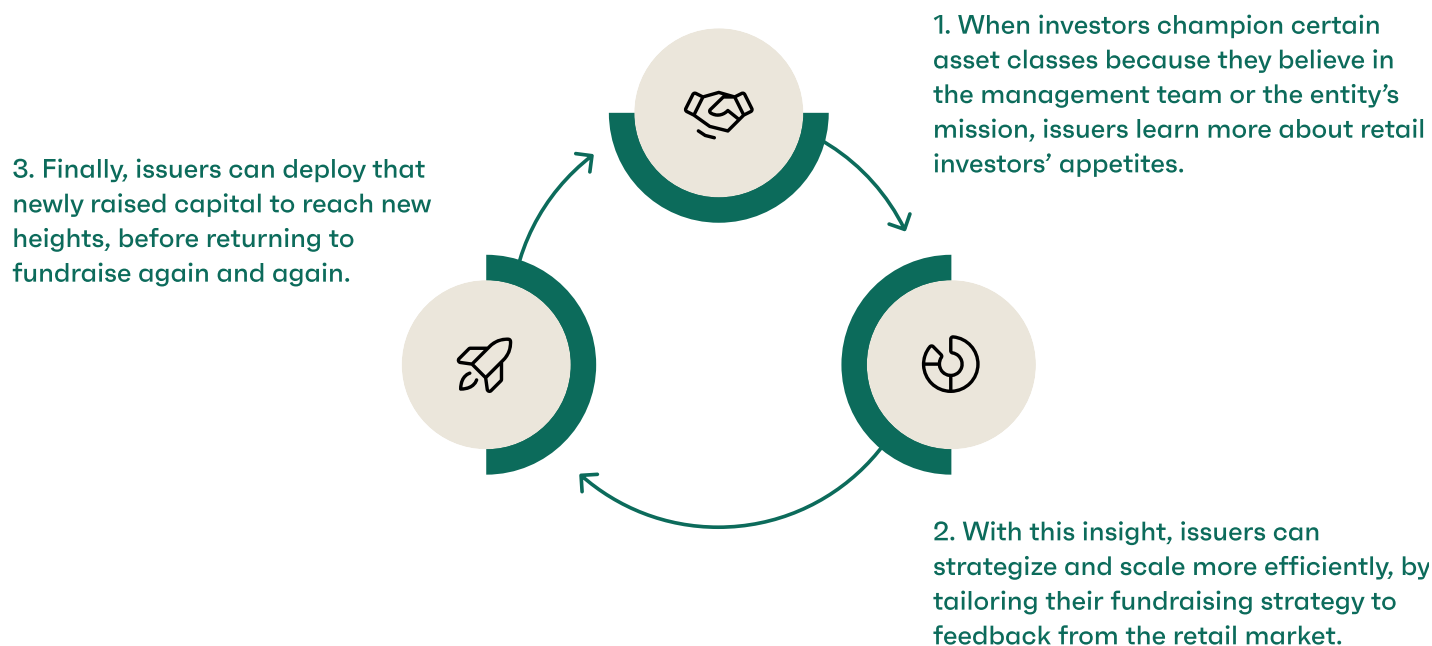 1. When investors champion certain
asset classes because they believe in
the management team or the entity’s
mission, issuers learn more about retail
investors’ appetites.
2. With this insight, issuers can
strategize and scale more efficiently, by
tailoring their fundraising strategy to
feedback from the retail market.
3. Finally, issuers can deploy that
newly raised capital to reach new
heights, before returning to
fundraise again and again.